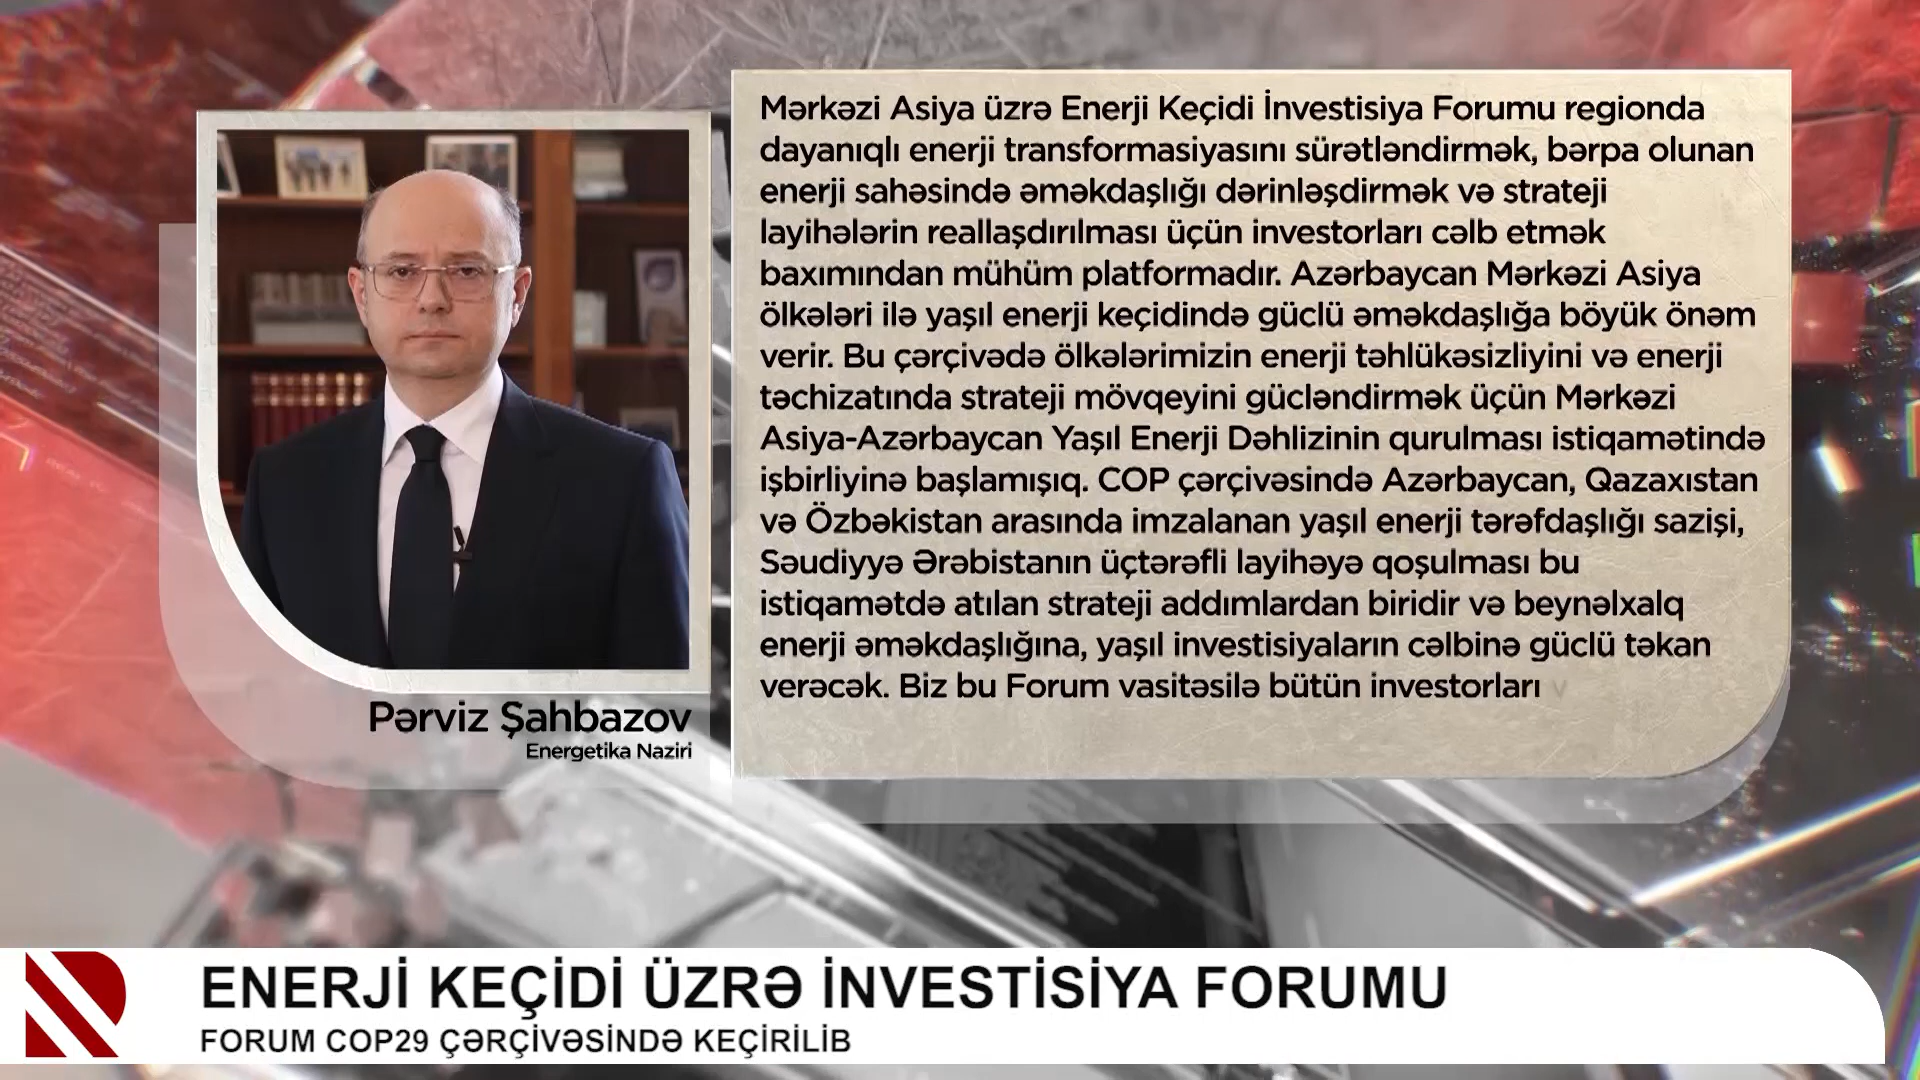 Mərkəzi Asiya üzrə Enerji Keçidi İnvestisiya Forumu regionda
dayanıqlı enerji transformasiyasını sürətləndirmək, bərpa olunan
enerji sahəsində əməkdaşlığı dərinləşdirmək və strateji
layihələrin reallaşdırılması üçün investorları cəlb etmək
baxımından mühüm platformadır. Azərbaycan Mərkəzi Asiya
ölkələri ilə yaşıl enerji keçidində güclü əməkdaşlığa böyük önəm
verir. Bu çərçivədə ölkələrimizin enerji təhlükəsizliyini və enerji
təchizatında strateji mövqeyini gücləndirmək üçün Mərkəzi
Asiya-Azərbaycan Yaşıl Enerji Dəhlizinin qurulması istiqamətində
işbirliyinə başlamışıq. COP çərçivəsində Azərbaycan, Qazaxıstan
və Özbəkistan arasında imzalanan yaşıl enerji tərəfdaşlığı sazişi,
Səudiyyə Ərəbistanın üçtərəfli layihəyə qoşulması bu
istiqamətdə atılan strateji addımlardan biridir və beynəlxalq
enerji əməkdaşlığına, yaşıl investisiyaların cəlbinə güclü təkan
verəcək. Biz bu Forum vasitəsilə bütün investorları v
Pərviz Şahbazov
Energetika Naziri
ENERJİ KEÇİDİ ÜZRƏ İNVESTİSİYA FORUMU
FORUM COP29 ÇƏRÇİVƏSİNDƏ KEÇİRİLİB